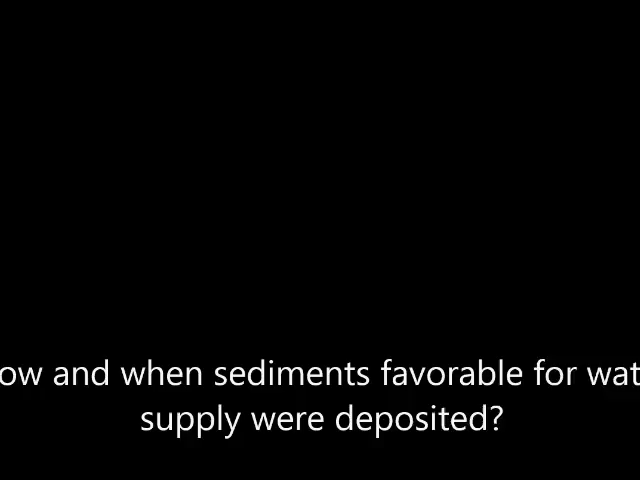 ow and when sediments favorable for wat
supply were deposited?